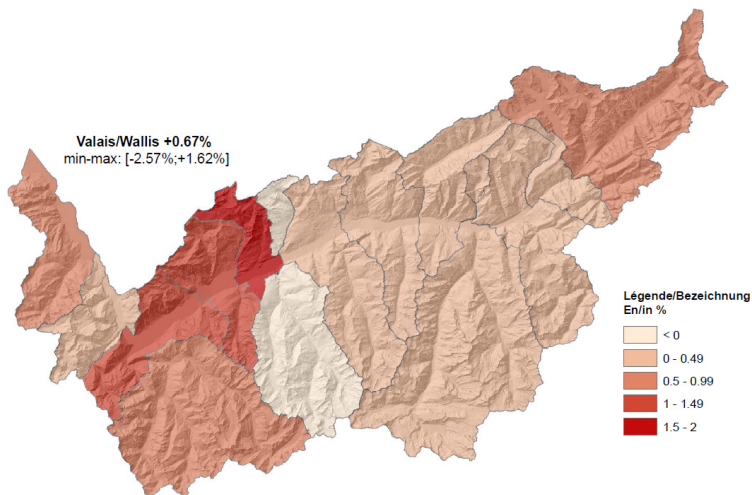 Valais/Wallis +0.67%
min-max: [-2.57%;+1.62%]
Légende/Bezeichnung
En/in %
< 0
0 - 0.49
0.5 - 0.99
1 - 1.49
1.5 - 2